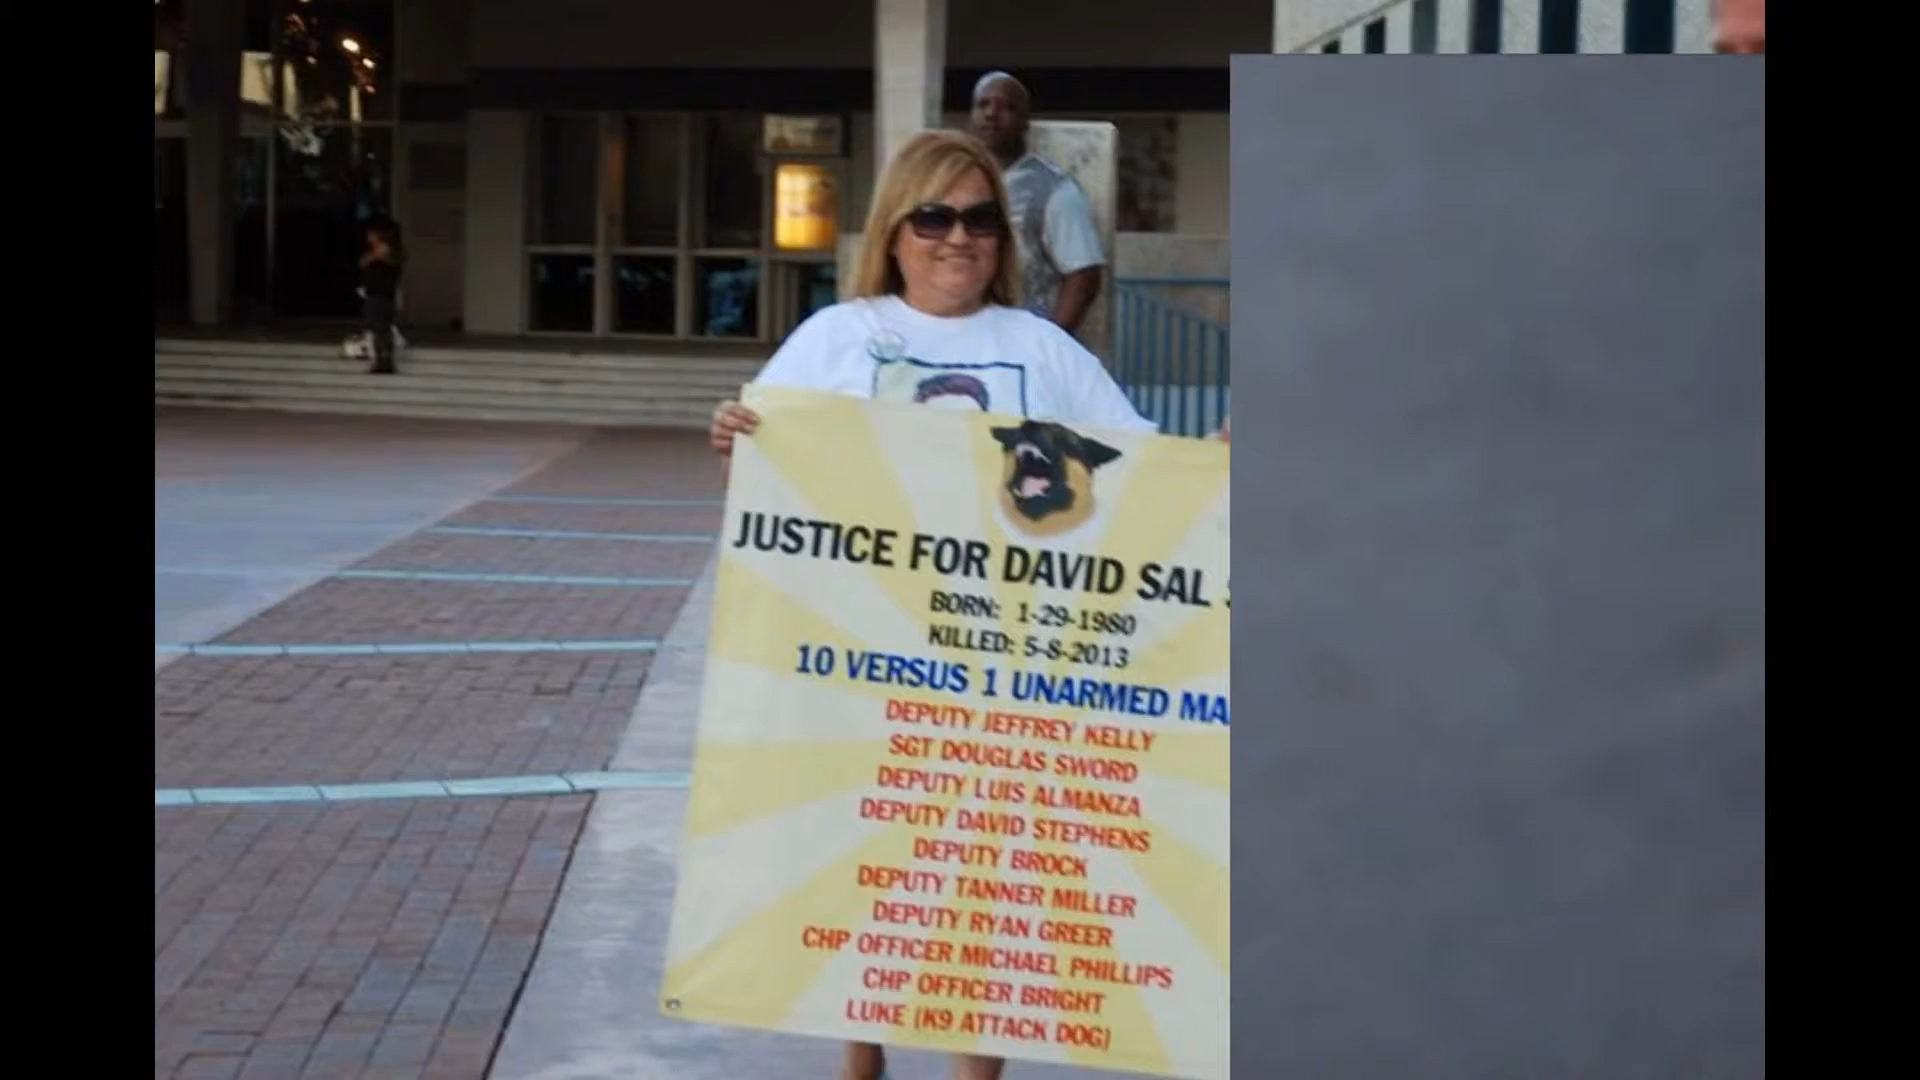 JUSTICE FOR DAVID SAL
BORN: 1-29-1980
KILLED: 5-8-2013
10 VERSUS 1 UNARMED MA
DEPUTY JEFFREY KELLY
SGT DOUGLAS SWORD
DEPUTY LUIS ALMANZA
DEPUTY DAVID STEPHENS
DEPUTY BROCK
DEPUTY TANNER MILLER
DEPUTY RYAN GREER
CHP OFFICER MICHAEL PHILLIPS
CHP OFFICER BRIGHT
LUKE (K9 ATTACK DOG)